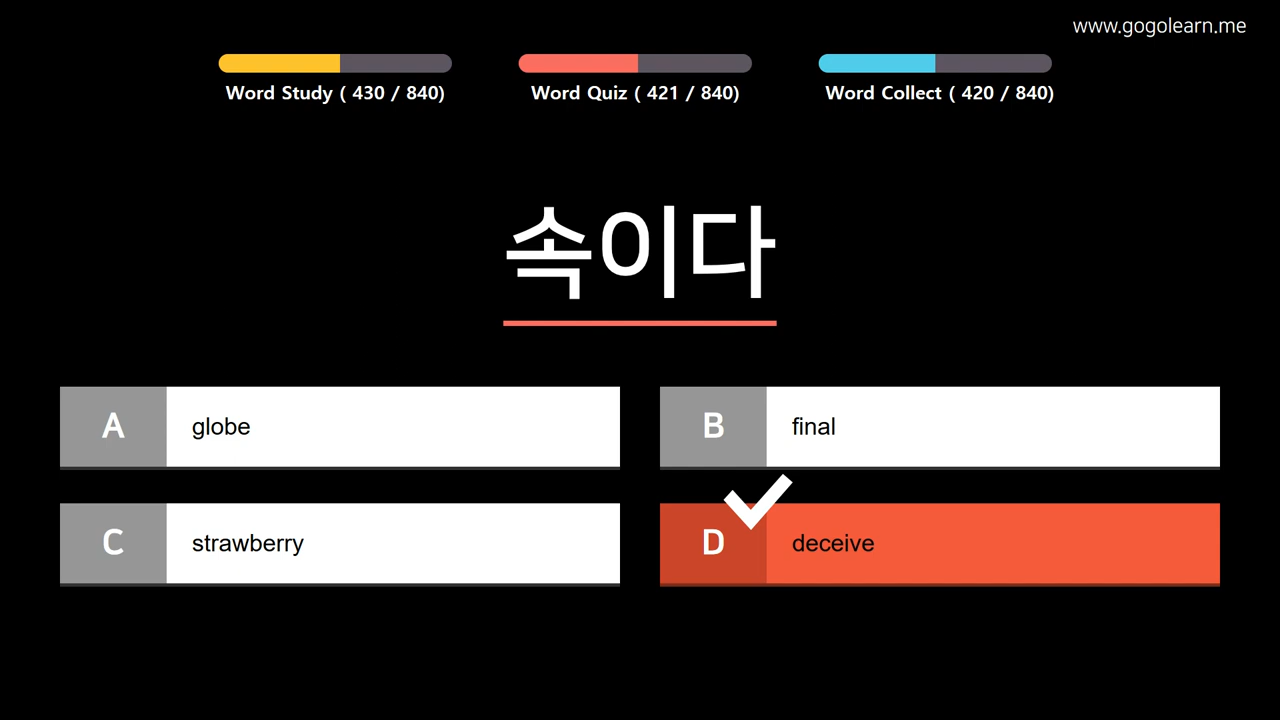 www.gogolearn.me
Word Study ( 430 / 840)
Word Quiz ( 421 / 840)
Word Collect ( 420 / 840)
속이다
A globe
B final
C strawberry
D deceive